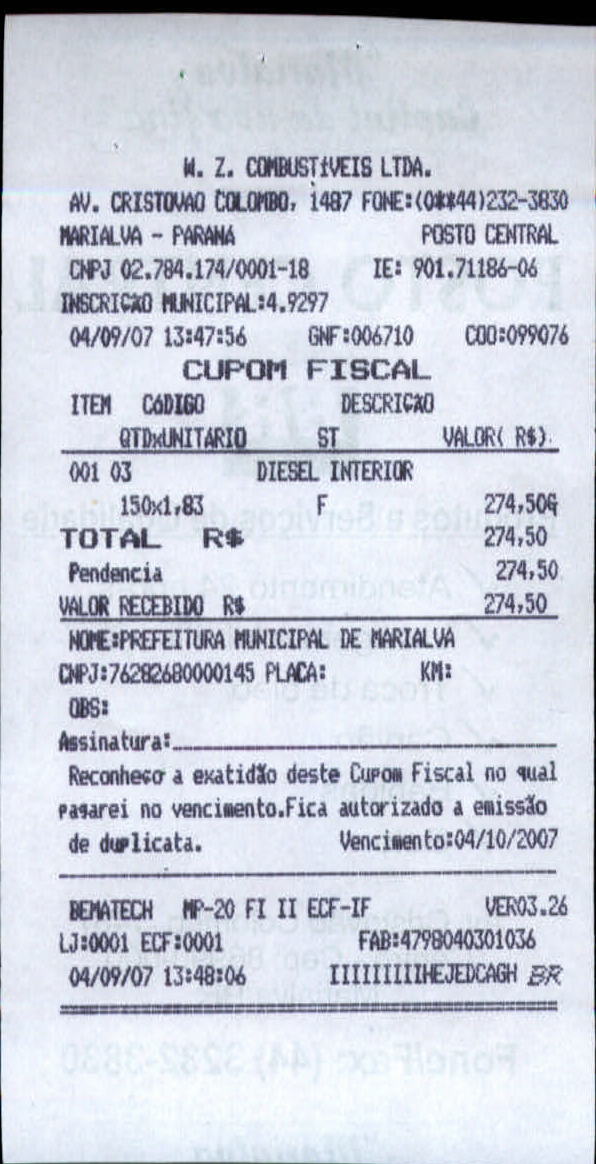 W. Z. COMBUSTíVEIS LTDA.
AV. CRISTOVAO COLOMBO, 1487 FONE:(0**44)232-3830
MARIALVA - PARANá POSTO CENTRAL
CNPJ 02.784.174/0001-18 IE: 901.71186-06
INSCRIÇãO MUNICIPAL:4.9297
04/09/07 13:47:56 GNF:006710 COO:099076
CUPOM FISCAL
ITEM CóDIGO DESCRIÇãO
QTDxUNITáRIO ST VALOR( R$)
001 03 DIESEL INTERIOR
150x1,83 F 274,50G
TOTAL R$ 274,50
Pendencia 274,50
VALOR RECEBIDO R$ 274,50
NOME:PREFEITURA MUNICIPAL DE MARIALVA
CNPJ:76282680000145 PLACA: KM:
OBS:
Assinatura:
Reconheço a exatidão deste Cupom Fiscal no qual
pagarei no vencimento.Fica autorizado a emissão
de duplicata. Vencimento:04/10/2007
BEMATECH MP-20 FI II ECF-IF VER03.26
LJ:0001 ECF:0001 FAB:4798040301036
04/09/07 13:48:06 IIIIIIIIIHEJEDCAGH BR
FONE/Fax: (44) 3232-3830